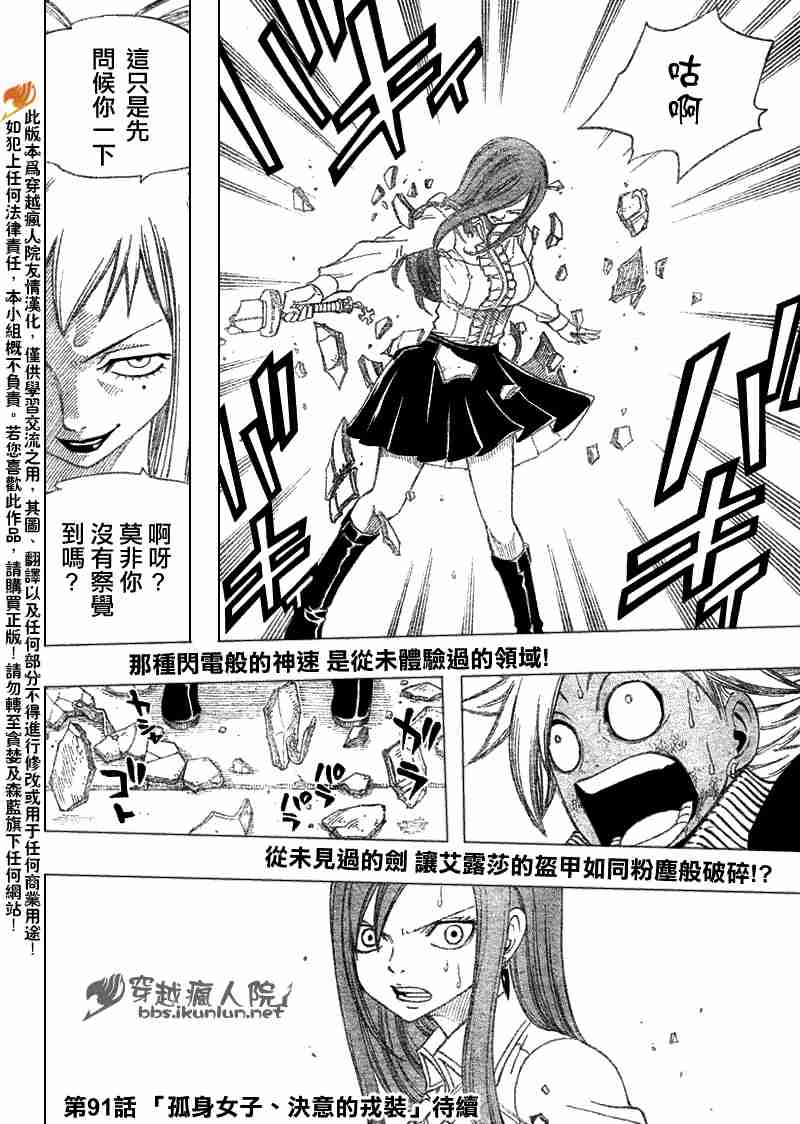 咕啊
這只是先
問候你一下
啊呀?
莫非你
沒有察覺
到嗎?
那種閃電般的神速 是從未體驗過的領域!
ガシャ
カシャ
ゴト
從未見過的劍 讓艾露莎的盔甲如同粉塵般破碎!?
穿越瘋人院
bbs.ikunlun.net
第91話 「孤身女子、決意的戎裝」待續
此版本爲穿越瘋人院友情漢化，僅供學習交流之用，其圖、翻譯以及任何部分不得進行修改或用于任何商業用途！
如犯上任何法律責任，本小組概不負責。若您喜歡此作品，請購買正版！請勿轉至貪婪及森藍旗下任何網站！